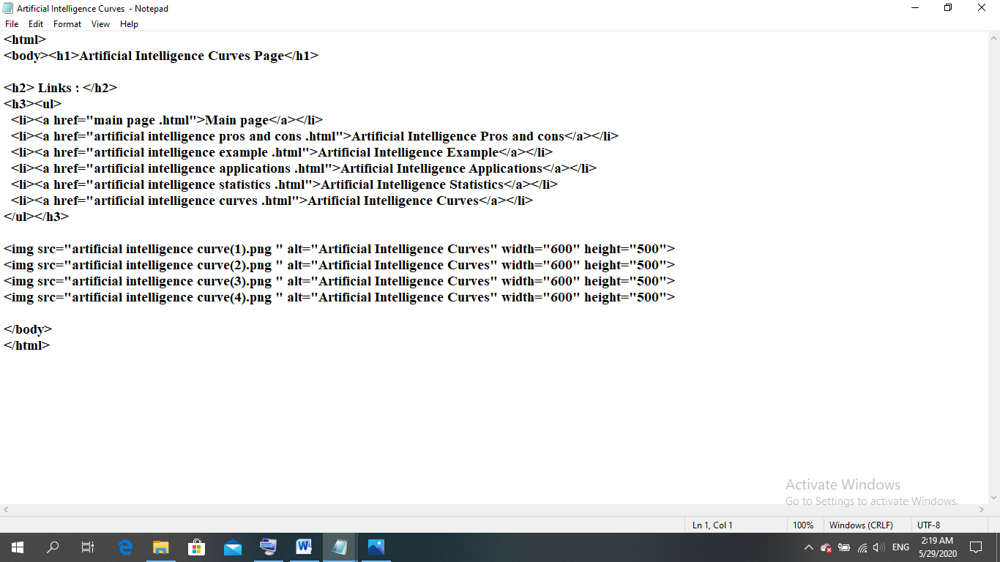 Artificial Intelligence Curves - Notepad
File Edit Format View Help
<html>
<body><h1>Artificial Intelligence Curves Page</h1>
<h2> Links : </h2>
<h3><ul>
<li><a href="main page .html">Main page</a></li>
<li><a href="artificial intelligence pros and cons .html">Artificial Intelligence Pros and cons</a></li>
<li><a href="artificial intelligence example .html">Artificial Intelligence Example</a></li>
<li><a href="artificial intelligence applications .html">Artificial Intelligence Applications</a></li>
<li><a href="artificial intelligence statistics .html">Artificial Intelligence Statistics</a></li>
<li><a href="artificial intelligence curves .html">Artificial Intelligence Curves</a></li>
</ul></h3>
<img src="artificial intelligence curve(1).png " alt="Artificial Intelligence Curves" width="600" height="500">
<img src="artificial intelligence curve(2).png " alt="Artificial Intelligence Curves" width="600" height="500">
<img src="artificial intelligence curve(3).png " alt="Artificial Intelligence Curves" width="600" height="500">
<img src="artificial intelligence curve(4).png " alt="Artificial Intelligence Curves" width="600" height="500">
</body>
</html>
Activate Windows
Go to Settings to activate Windows.
Ln 1, Col 1 100% Windows (CRLF) UTF-8
ENG
2:19 AM
5/29/2020